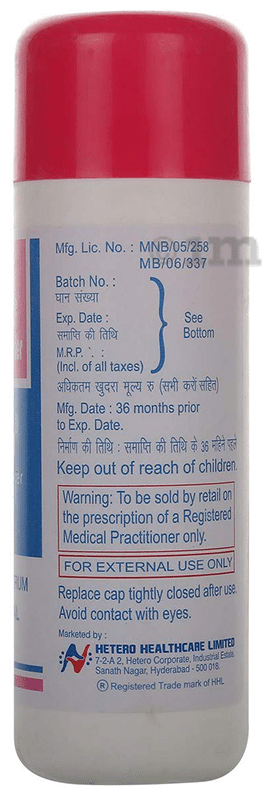 Mfg. Lic. No. : MNB/05/258
MB/06/337
Batch No. :
घान संख्या
Exp. Date :
समाप्ति की तिथि
M.R.P. `. :
(Incl. of all taxes)
See
Bottom
अधिकतम खुदरा मूल्य रु (सभी करों सहित)
Mfg. Date : 36 months prior
to Exp. Date.
निर्माण की तिथि : समाप्ति की तिथि के 36 महिने पहले
Keep out of reach of children.
Warning: To be sold by retail on
the prescription of a Registered
Medical Practitioner only.
FOR EXTERNAL USE ONLY
Replace cap tightly closed after use.
Avoid contact with eyes.
Marketed by :
HETERO HEALTHCARE LIMITED
7-2-A 2, Hetero Corporate, Industrial Estate,
Sanath Nagar, Hyderabad - 500 018.
® Registered Trade mark of HHL